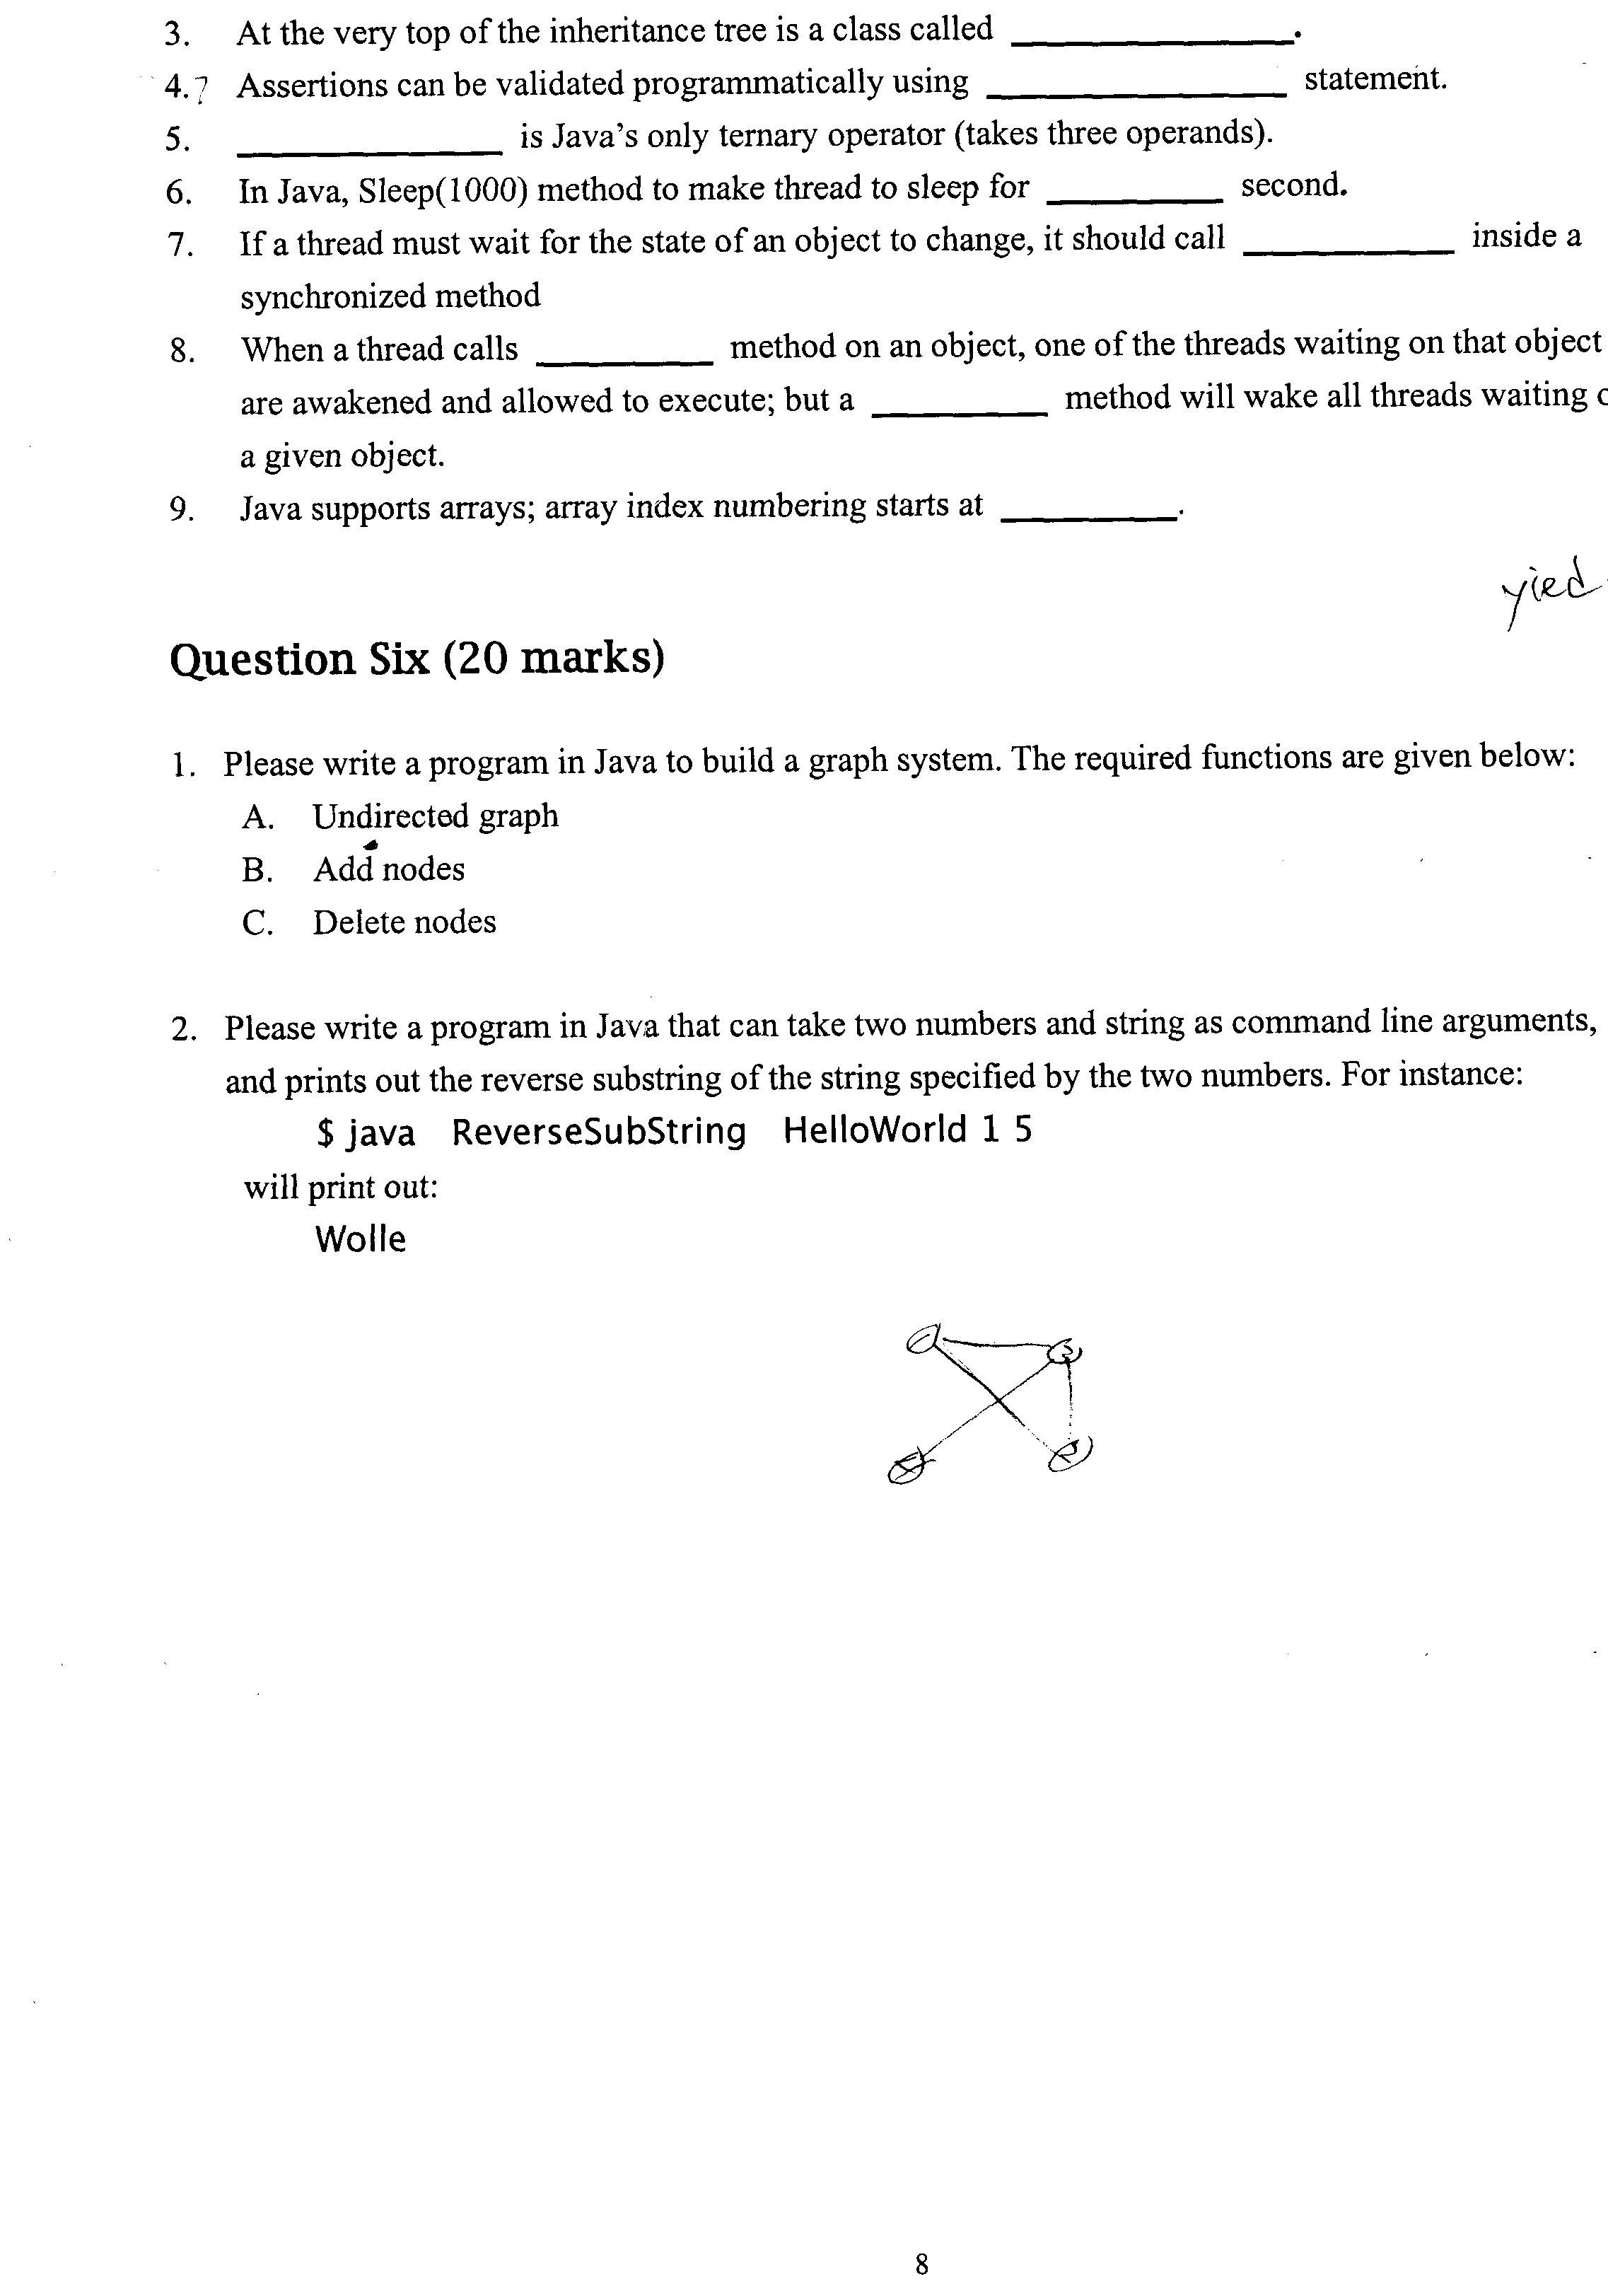 3. At the very top of the inheritance tree is a class called ____________.
4.? Assertions can be validated programmatically using ____________ statement.
5. ____________ is Java's only ternary operator (takes three operands).
6. In Java, Sleep(1000) method to make thread to sleep for ________ second.
7. If a thread must wait for the state of an object to change, it should call ________ inside a
synchronized method
8. When a thread calls ________ method on an object, one of the threads waiting on that object
are awakened and allowed to execute; but a ________ method will wake all threads waiting
a given object.
9. Java supports arrays; array index numbering starts at ________.
yied
Question Six (20 marks)
1. Please write a program in Java to build a graph system. The required functions are given below:
A. Undirected graph
B. Add nodes
C. Delete nodes
2. Please write a program in Java that can take two numbers and string as command line arguments,
and prints out the reverse substring of the string specified by the two numbers. For instance:
$ java ReverseSubString HelloWorld 1 5
will print out:
Wolle
1 3
4 2
8